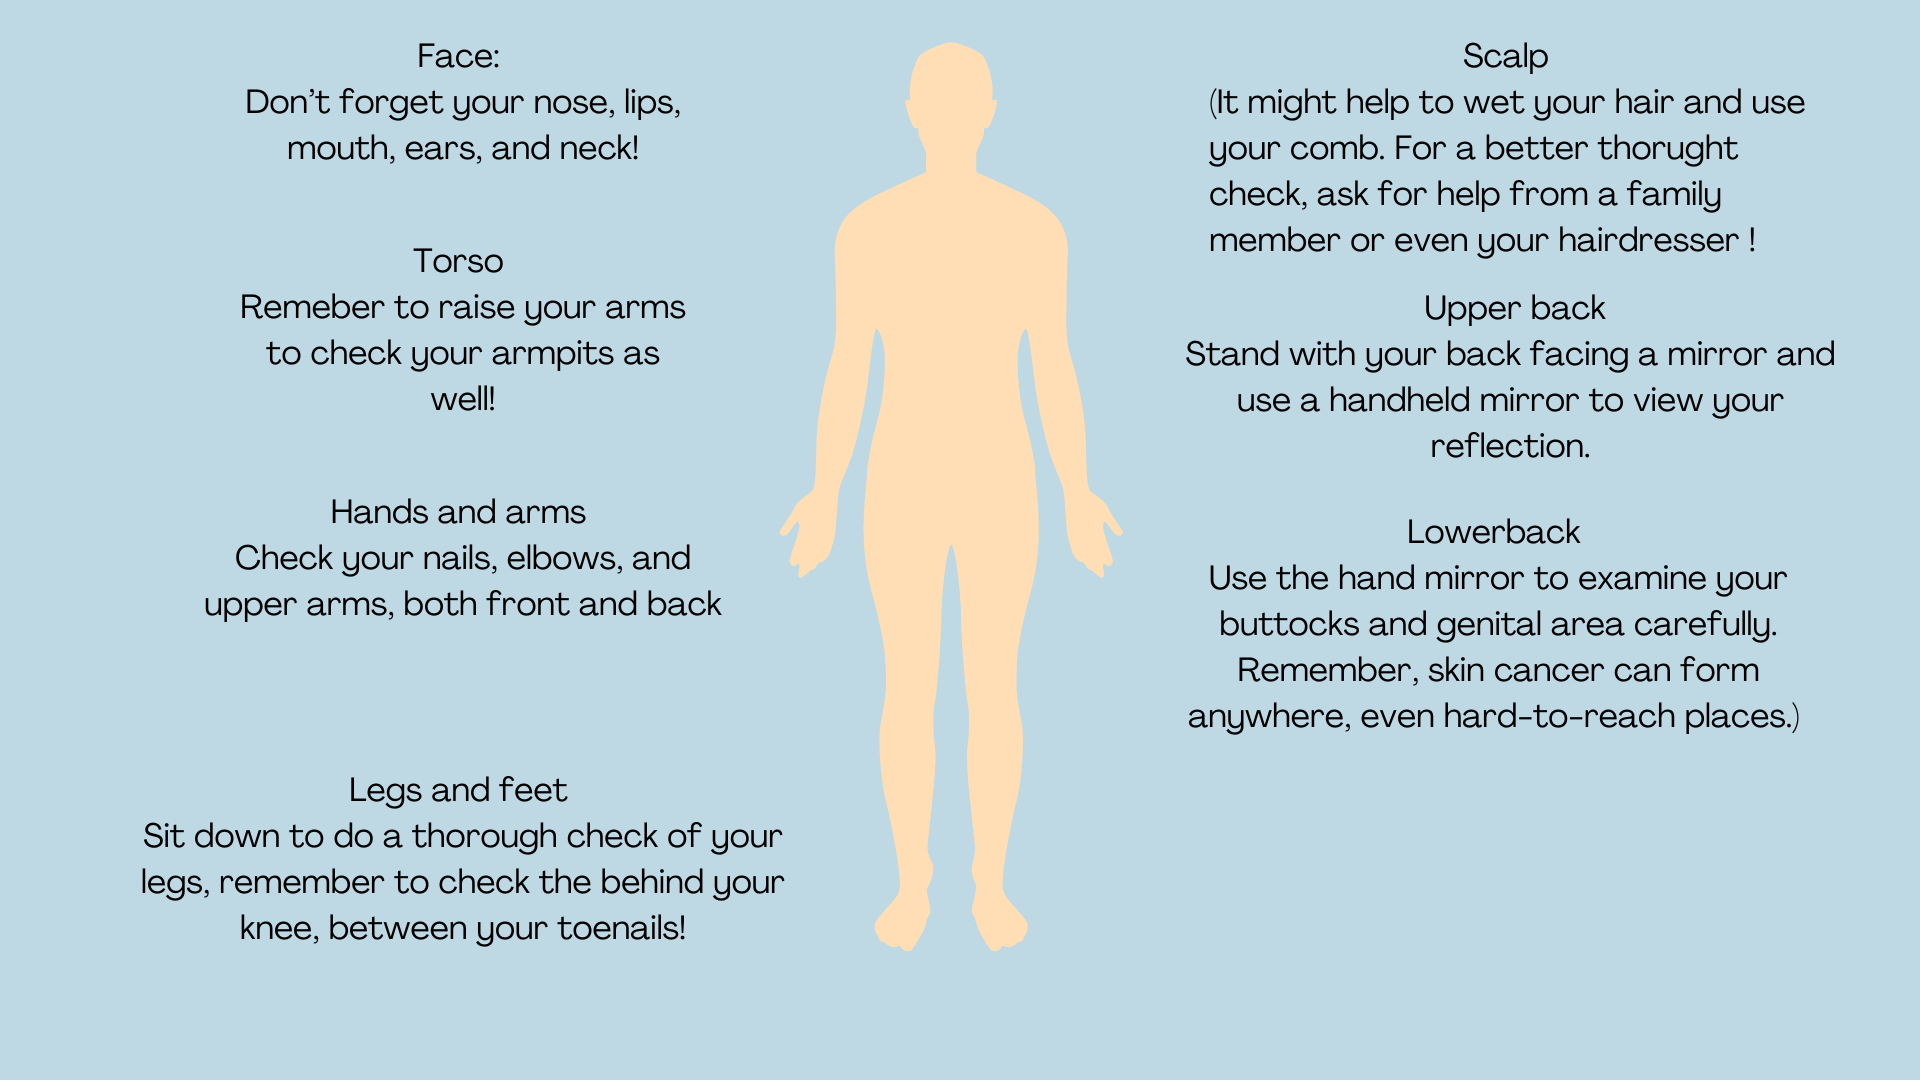 Face:
Don’t forget your nose, lips,
mouth, ears, and neck!
Torso
Remeber to raise your arms
to check your armpits as
well!
Hands and arms
Check your nails, elbows, and
upper arms, both front and back
Legs and feet
Sit down to do a thorough check of your
legs, remember to check the behind your
knee, between your toenails!
Scalp
(It might help to wet your hair and use
your comb. For a better thorught
check, ask for help from a family
member or even your hairdresser !
Upper back
Stand with your back facing a mirror and
use a handheld mirror to view your
reflection.
Lowerback
Use the hand mirror to examine your
buttocks and genital area carefully.
Remember, skin cancer can form
anywhere, even hard-to-reach places.)